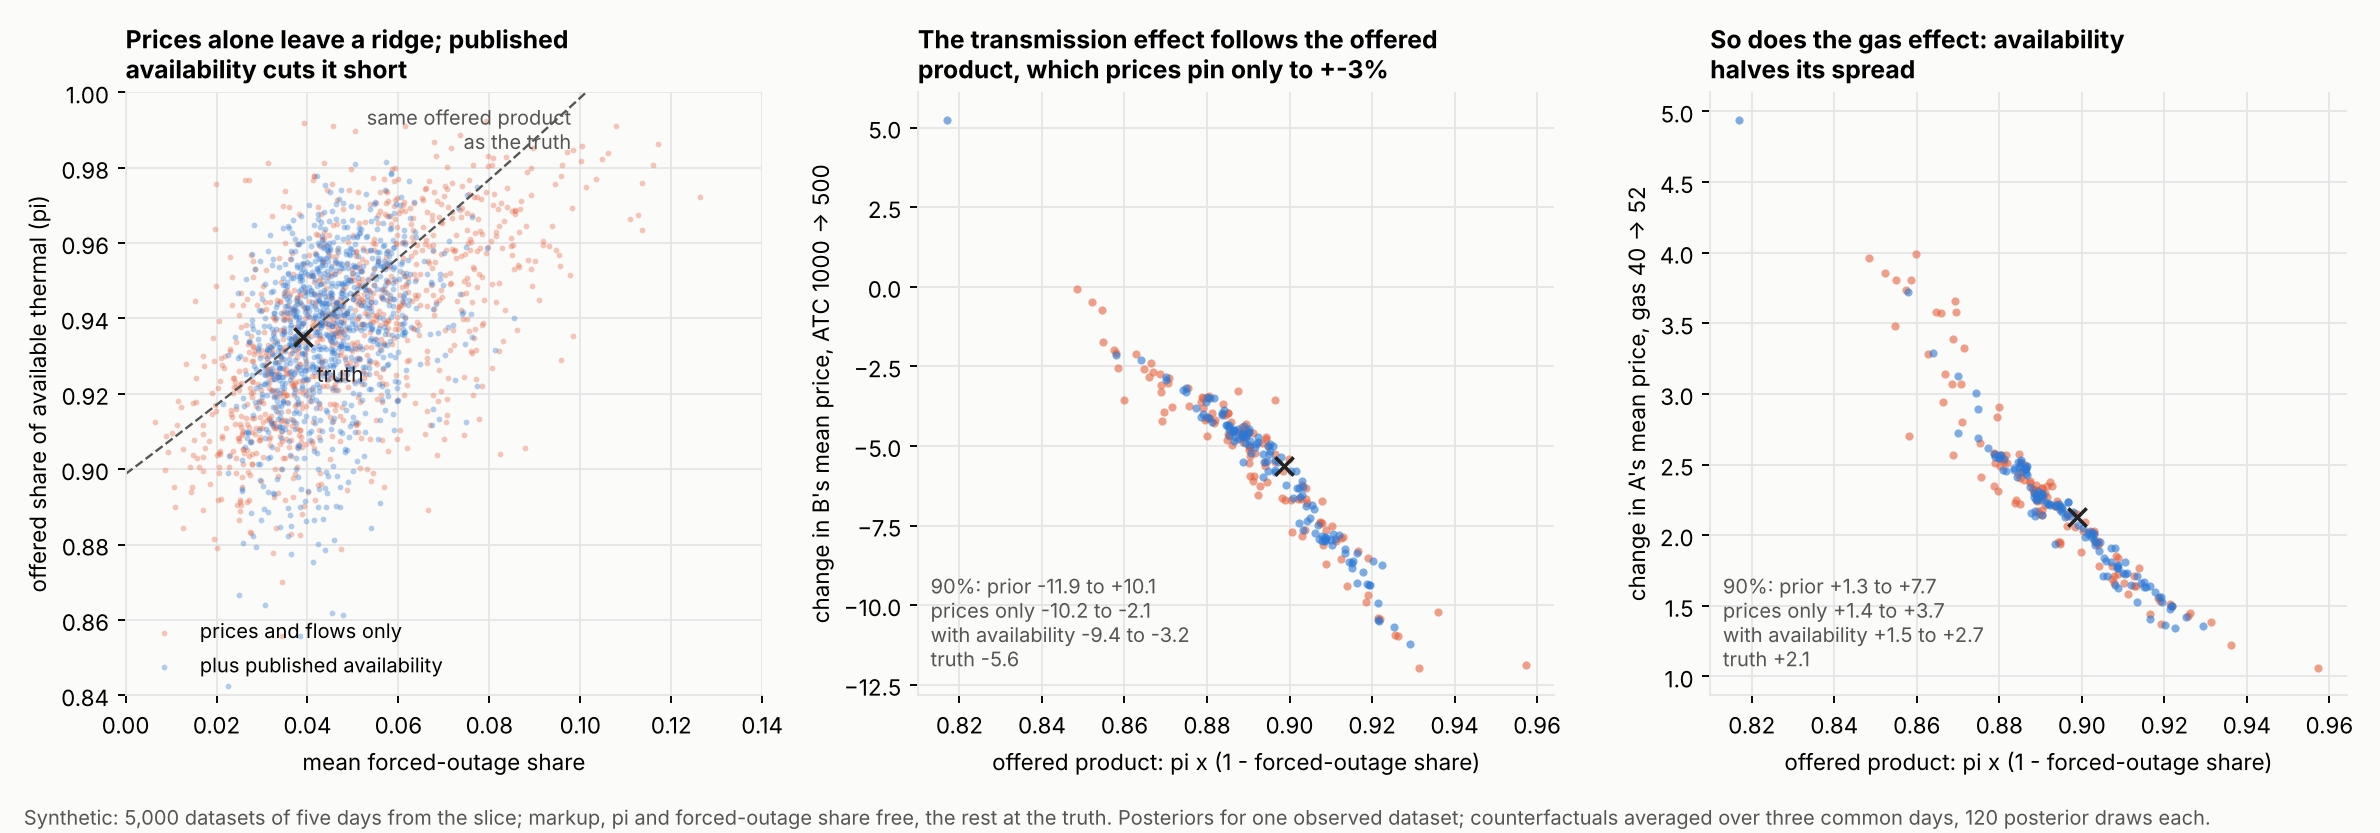 Prices alone leave a ridge; published
availability cuts it short
1.00
0.98
0.96
0.94
0.92
0.90
0.88
0.86
0.84
offered share of available thermal (pi)
same offered product
as the truth
truth
prices and flows only
plus published availability
0.00 0.02 0.04 0.06 0.08 0.10 0.12 0.14
mean forced-outage share
The transmission effect follows the offered
product, which prices pin only to +-3%
5.0
2.5
0.0
−2.5
−5.0
−7.5
−10.0
−12.5
change in B's mean price, ATC 1000 → 500
90%: prior -11.9 to +10.1
prices only -10.2 to -2.1
with availability -9.4 to -3.2
truth -5.6
0.82 0.84 0.86 0.88 0.90 0.92 0.94 0.96
offered product: pi x (1 - forced-outage share)
So does the gas effect: availability
halves its spread
5.0
4.5
4.0
3.5
3.0
2.5
2.0
1.5
1.0
change in A's mean price, gas 40 → 52
90%: prior +1.3 to +7.7
prices only +1.4 to +3.7
with availability +1.5 to +2.7
truth +2.1
0.82 0.84 0.86 0.88 0.90 0.92 0.94 0.96
offered product: pi x (1 - forced-outage share)
Synthetic: 5,000 datasets of five days from the slice; markup, pi and forced-outage share free, the rest at the truth. Posteriors for one observed dataset; counterfactuals averaged over three common days, 120 posterior draws each.